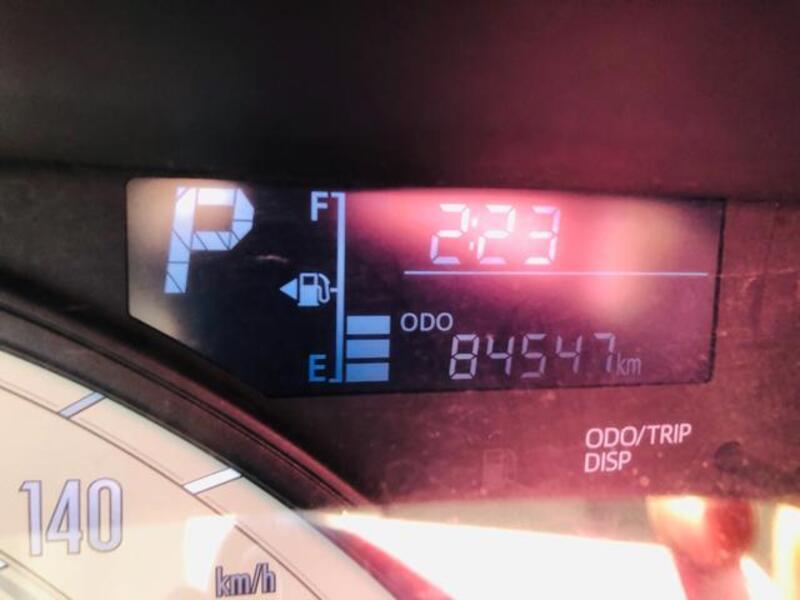 P
F
2:23
ODO
84547km
E
ODO/TRIP
DISP
140
km/h